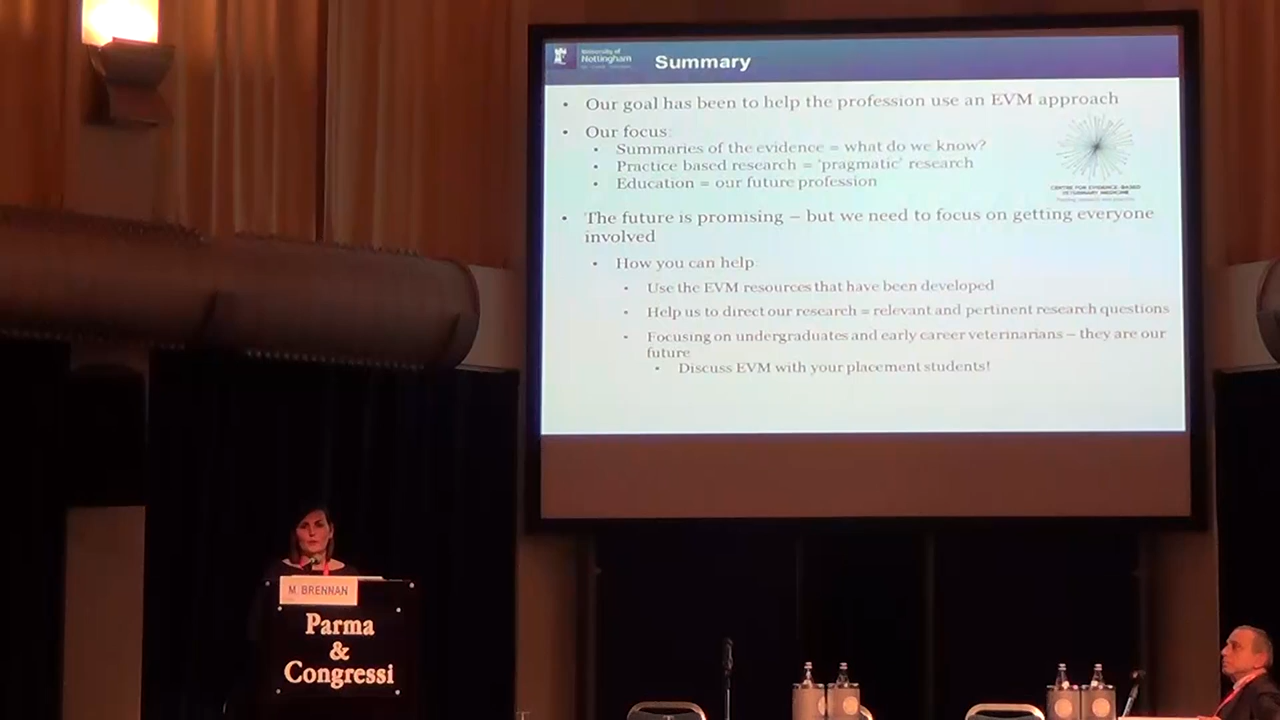 University of
Nottingham
Summary
• Our goal has been to help the profession use an EVM approach
• Our focus:
• Summaries of the evidence = what do we know?
• Practice based research = 'pragmatic' research
• Education = our future profession
CENTRE FOR EVIDENCE-BASED
VETERINARY MEDICINE
• The future is promising – but we need to focus on getting everyone
involved
• How you can help:
• Use the EVM resources that have been developed
• Help us to direct our research = relevant and pertinent research questions
• Focusing on undergraduates and early career veterinarians – they are our
future
• Discuss EVM with your placement students!
M. BRENNAN
Parma
&
Congressi